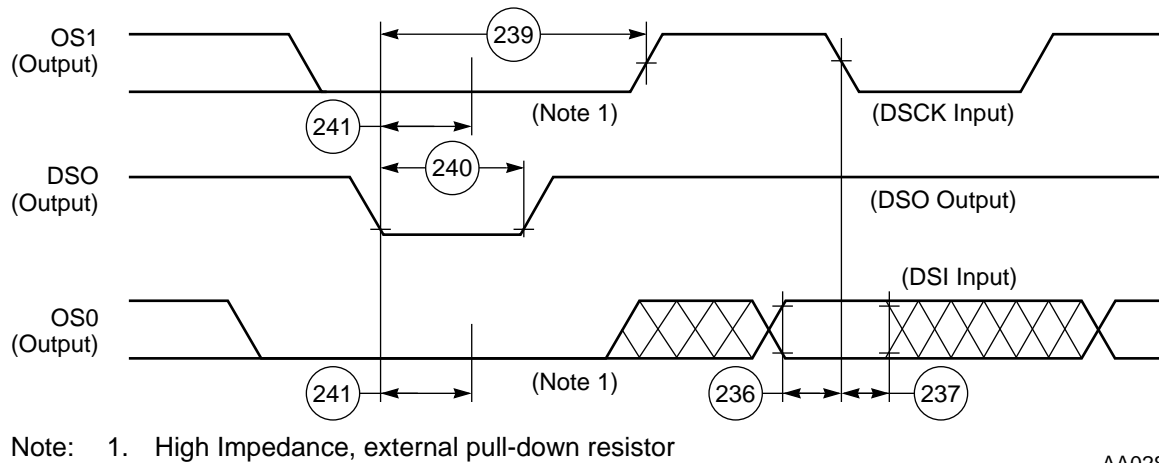 OS1
(Output)
239
(Note 1)
(DSCK Input)
241
240
DSO
(Output)
(DSO Output)
(DSI Input)
OS0
(Output)
241
(Note 1)
236
237
Note: 1. High Impedance, external pull-down resistor